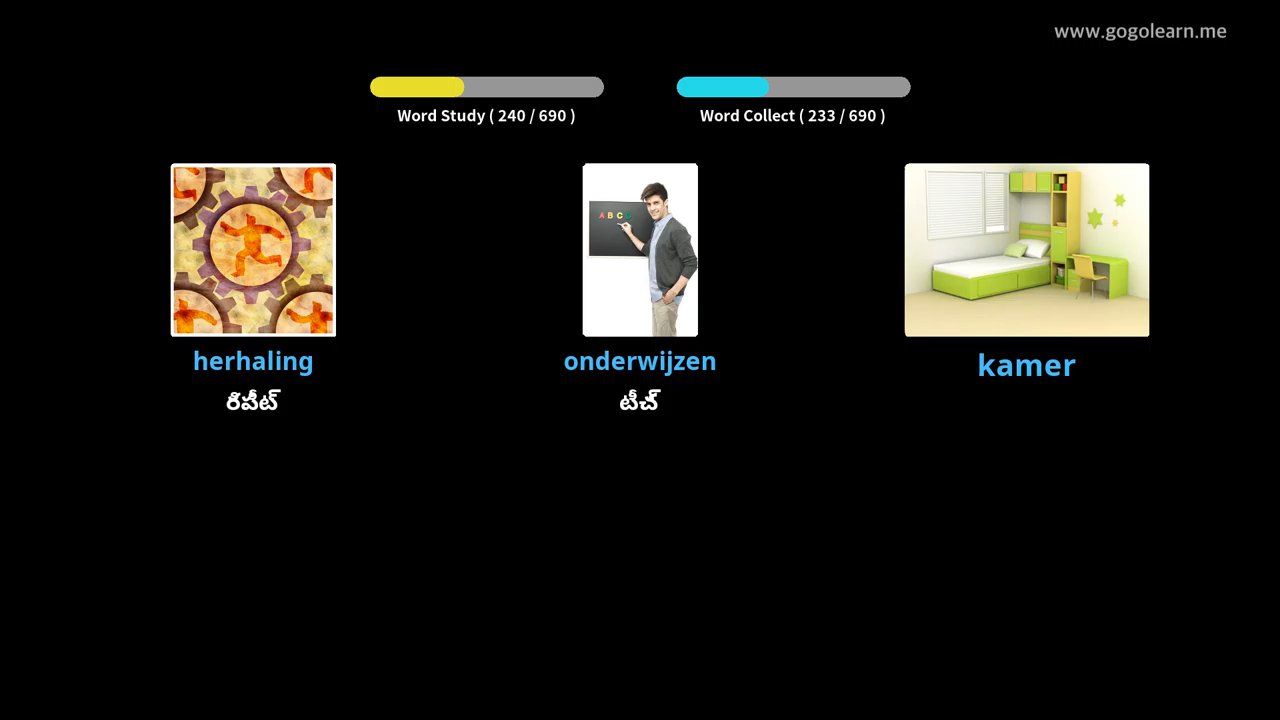 www.gogolearn.me
Word Study ( 240 / 690 )
Word Collect ( 233 / 690 )
A B C D
herhaling
onderwijzen
kamer
రిపీట్
టీచ్